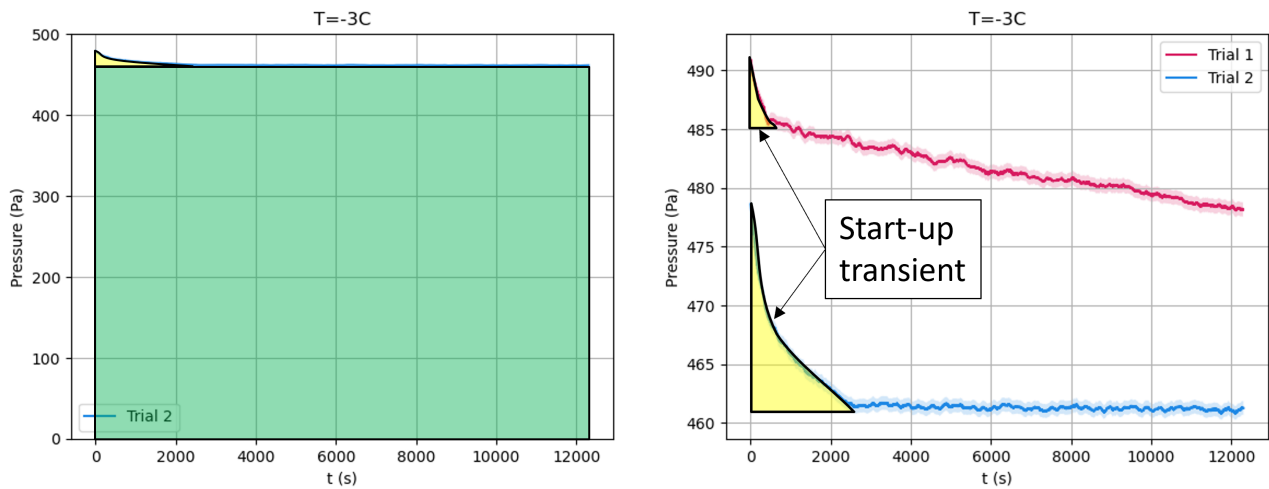 T=-3C
500
400
300
200
100
0
Pressure (Pa)
Trial 2
0 2000 4000 6000 8000 10000 12000
t (s)
T=-3C
490
485
480
475
470
465
460
Pressure (Pa)
Trial 1
Trial 2
Start-up
transient
0 2000 4000 6000 8000 10000 12000
t (s)